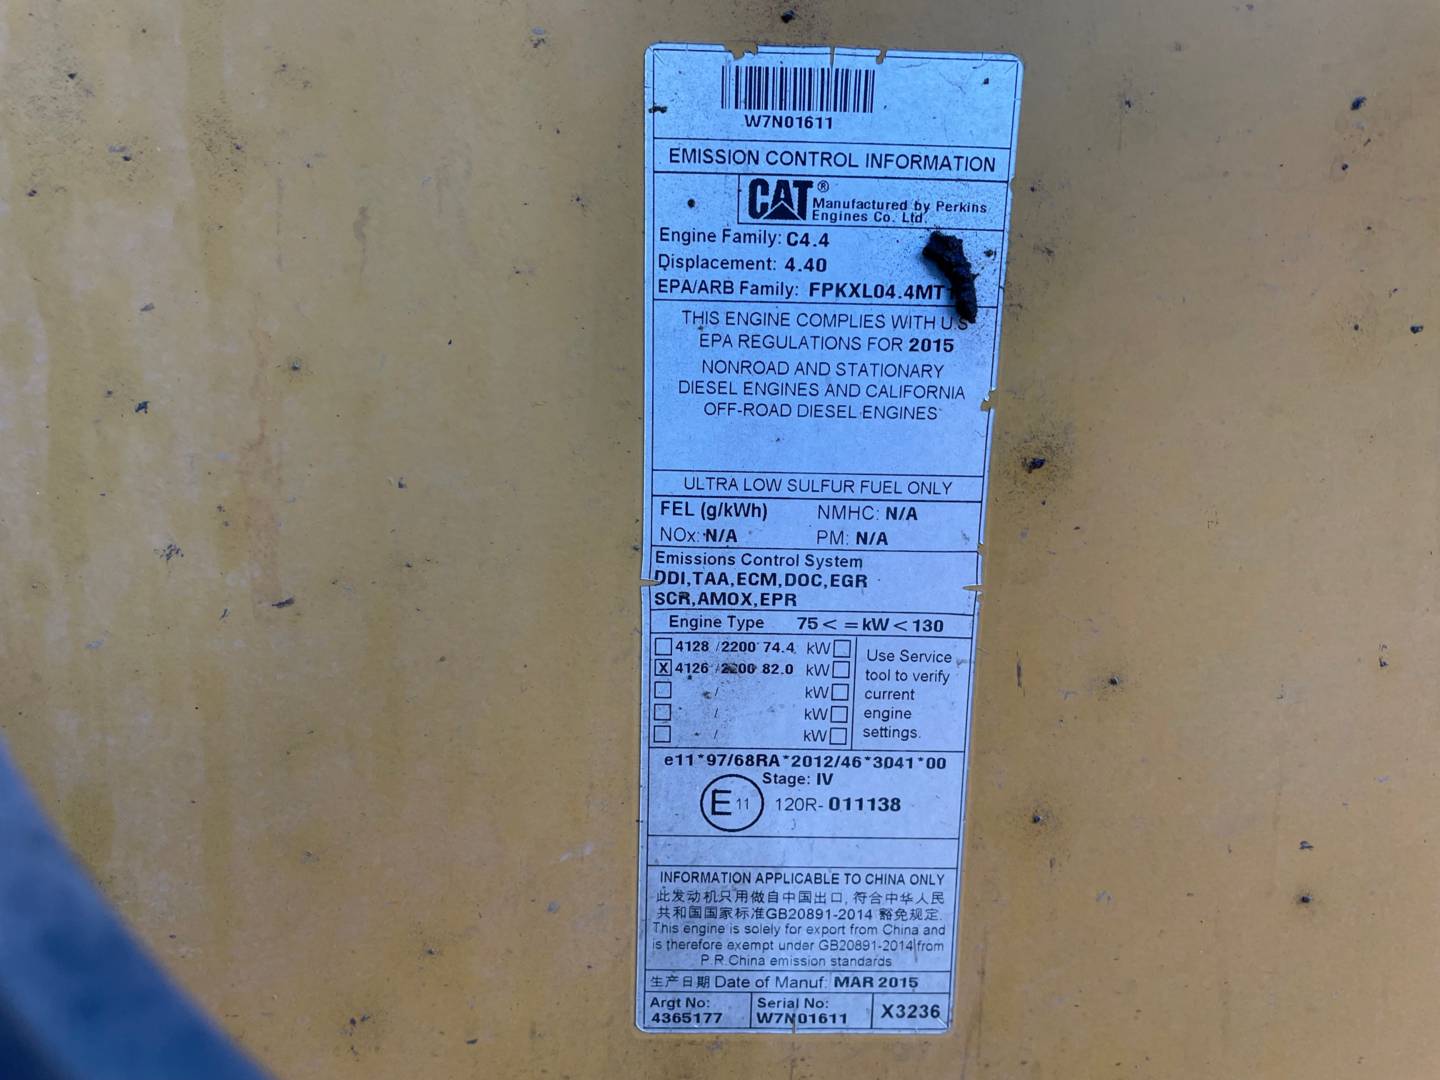 W7N01611
EMISSION CONTROL INFORMATION
CAT®
Manufactured by Perkins
Engines Co. Ltd.
Engine Family: C4.4
Displacement: 4.40
EPA/ARB Family:
THIS ENGINE COMPLIES WITH U.S
EPA REGULATIONS FOR 2015
NONROAD AND STATIONARY
DIESEL ENGINES AND CALIFORNIA
OFF-ROAD DIESEL ENGINES
ULTRA LOW SULFUR FUEL ONLY
FEL (g/kWh) NMHC: N/A
NOx: N/A PM: N/A
Emissions Control System
DDI,TAA,ECM,DOC,EGR
SCR,AMOX,EPR
Engine Type 75 < = kW < 130
4128 /2200 74.4 kW
X 4126 /2200 82.0 kW
/ kW
/ kW
/ kW
Use Service
tool to verify
current
engine
settings.
e11*97/68RA*2012/46*3041*00
Stage: IV
E 11 120R- 011138
INFORMATION APPLICABLE TO CHINA ONLY
此发动机只用做自中国出口, 符合中华人民
共和国国家标准GB20891-2014 豁免规定.
This engine is solely for export from China and
is therefore exempt under GB20891-2014 from
P.R.China emission standards
生产日期 Date of Manuf: MAR 2015
Argt No:
4365177
Serial No:
W7N01611
X3236